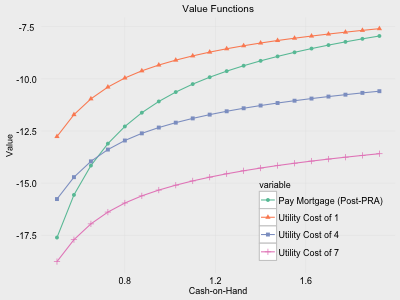 Value Functions
-7.5
-10.0
-12.5
-15.0
-17.5
Value
0.8
1.2
1.6
Cash-on-Hand
variable
Pay Mortgage (Post-PRA)
Utility Cost of 1
Utility Cost of 4
Utility Cost of 7